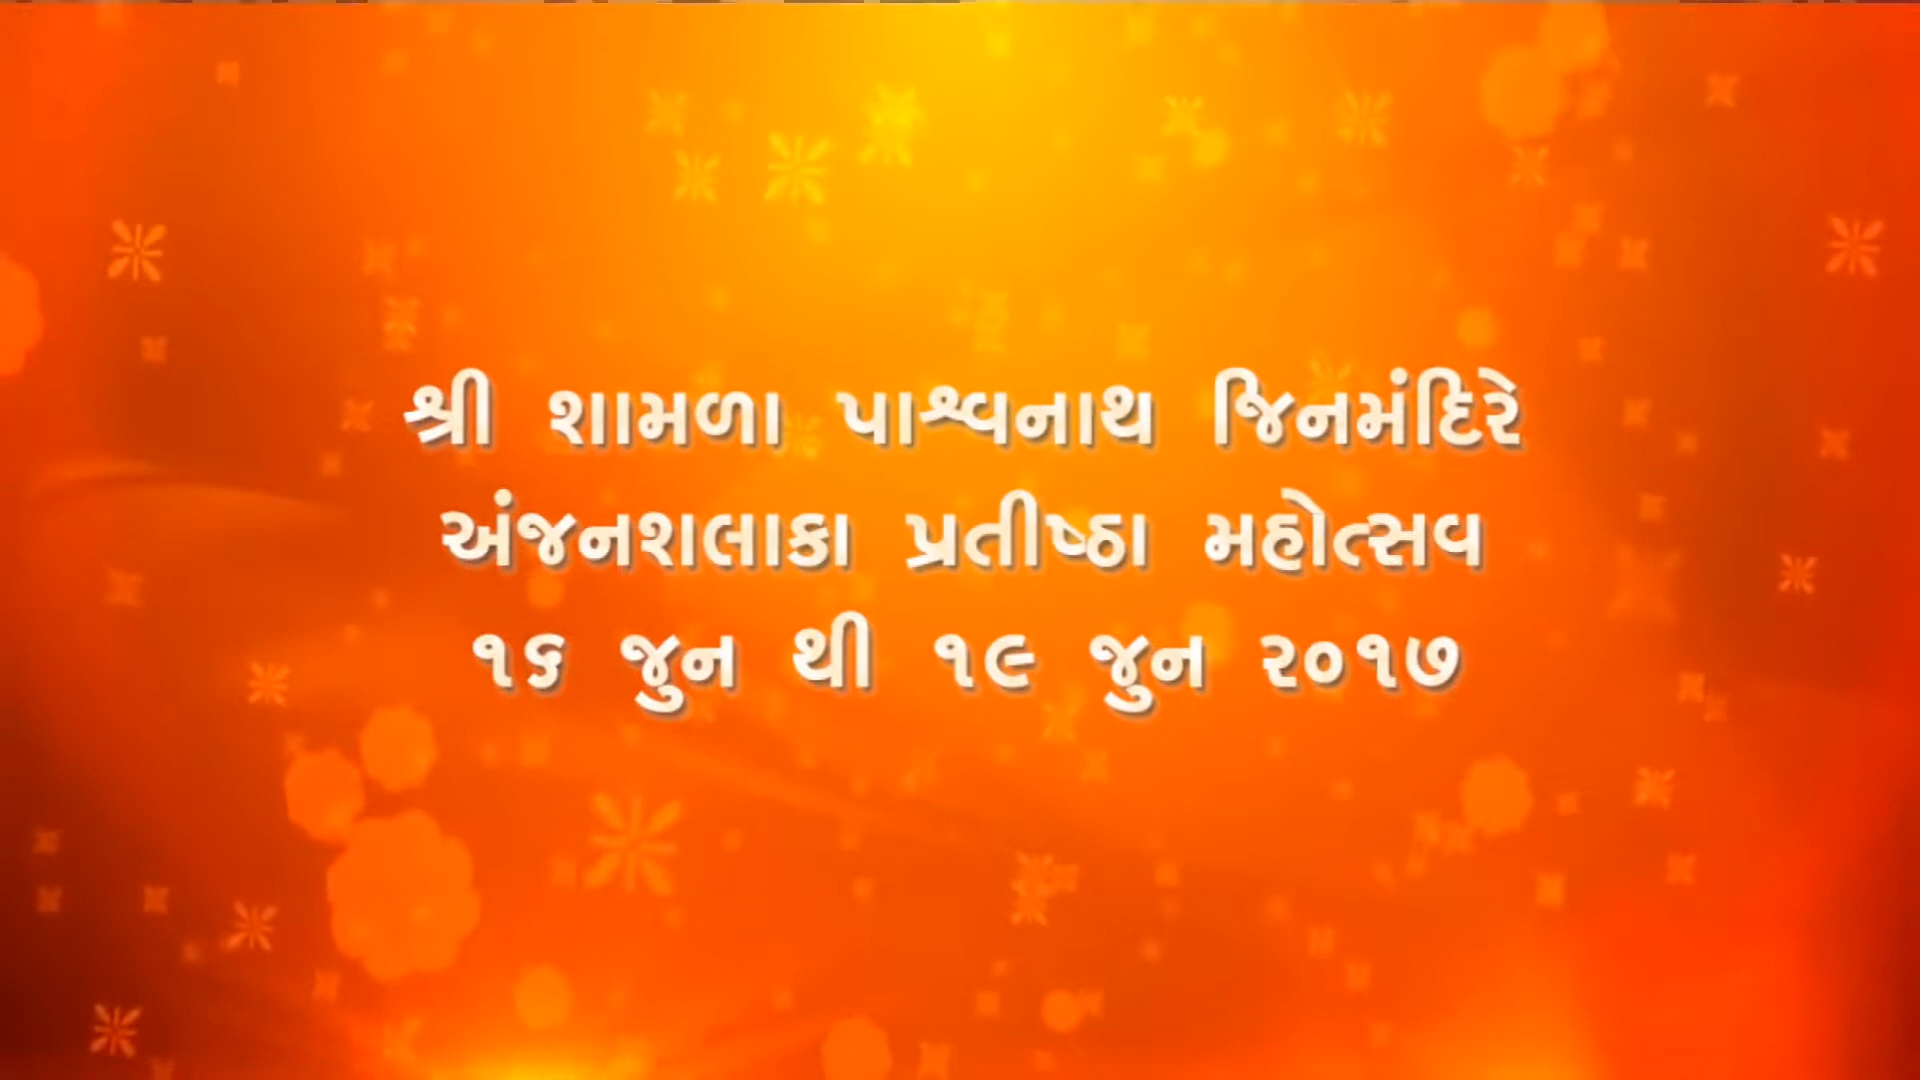 શ્રી શામળા પાશ્વનાથ જિનમંદિરે
અંજનશલાકા પ્રતીષ્ઠા મહોત્સવ
૧૬ જુન થી ૧૯ જુન ૨૦૧૭